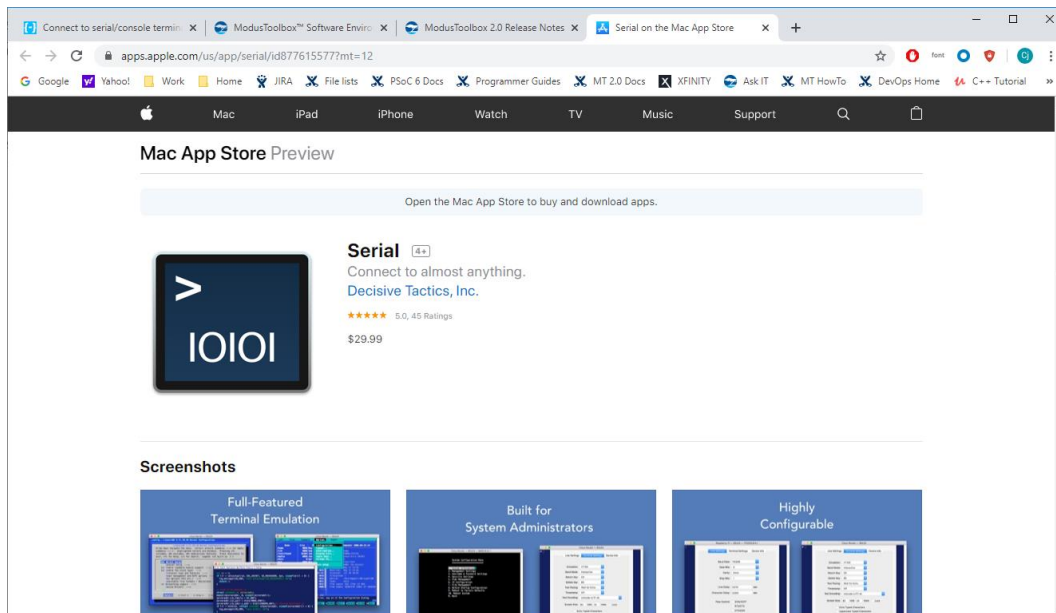 Connect to serial/console termin
ModusToolbox™ Software Enviro
ModusToolbox 2.0 Release Notes
Serial on the Mac App Store
apps.apple.com/us/app/serial/id877615577?mt=12
font
Cj
Google
Yahoo!
Work
Home
JIRA
File lists
PSoC 6 Docs
Programmer Guides
MT 2.0 Docs
XFINITY
Ask IT
MT HowTo
DevOps Home
C++ Tutorial
»
Mac
iPad
iPhone
Watch
TV
Music
Support
Mac App Store Preview
Open the Mac App Store to buy and download apps.
>
IOIOI
Serial 4+
Connect to almost anything.
Decisive Tactics, Inc.
★★★★★ 5.0, 45 Ratings
$29.99
Screenshots
Full-Featured
Terminal Emulation
Built for
System Administrators
Highly
Configurable